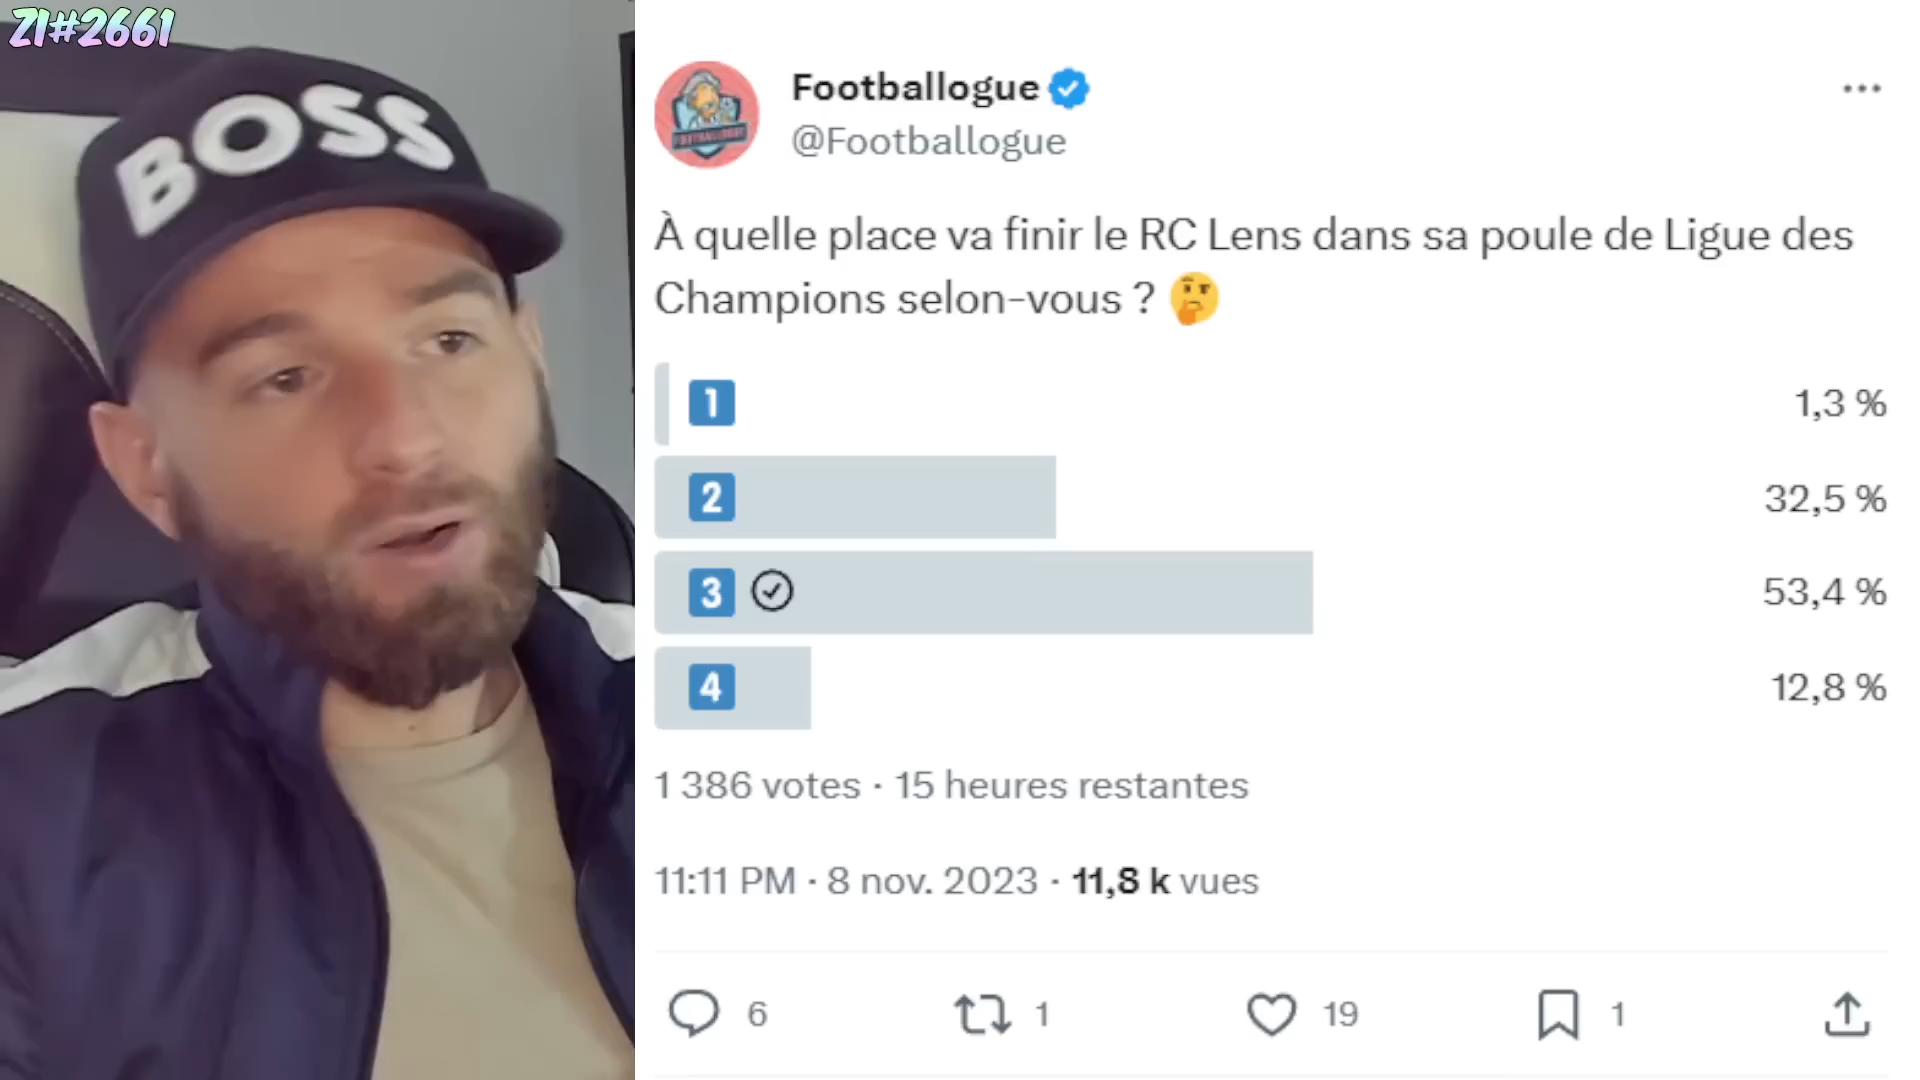 ZI#2661
BOSS
Footballogue
@Footballogue
À quelle place va finir le RC Lens dans sa poule de Ligue des
Champions selon-vous ?
1 1,3 %
2 32,5 %
3 53,4 %
4 12,8 %
1 386 votes · 15 heures restantes
11:11 PM · 8 nov. 2023 · 11,8 k vues
6 1 19 1